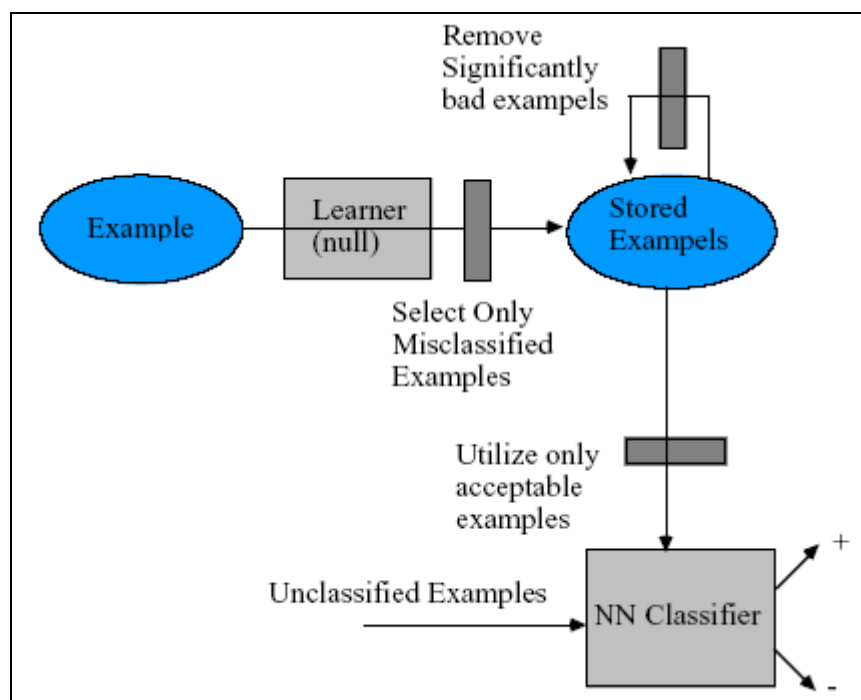 Remove
Significantly
bad exampels
Example
Learner
(null)
Stored
Exampels
Select Only
Misclassified
Examples
Utilize only
acceptable
examples
+
Unclassified Examples
NN Classifier
-